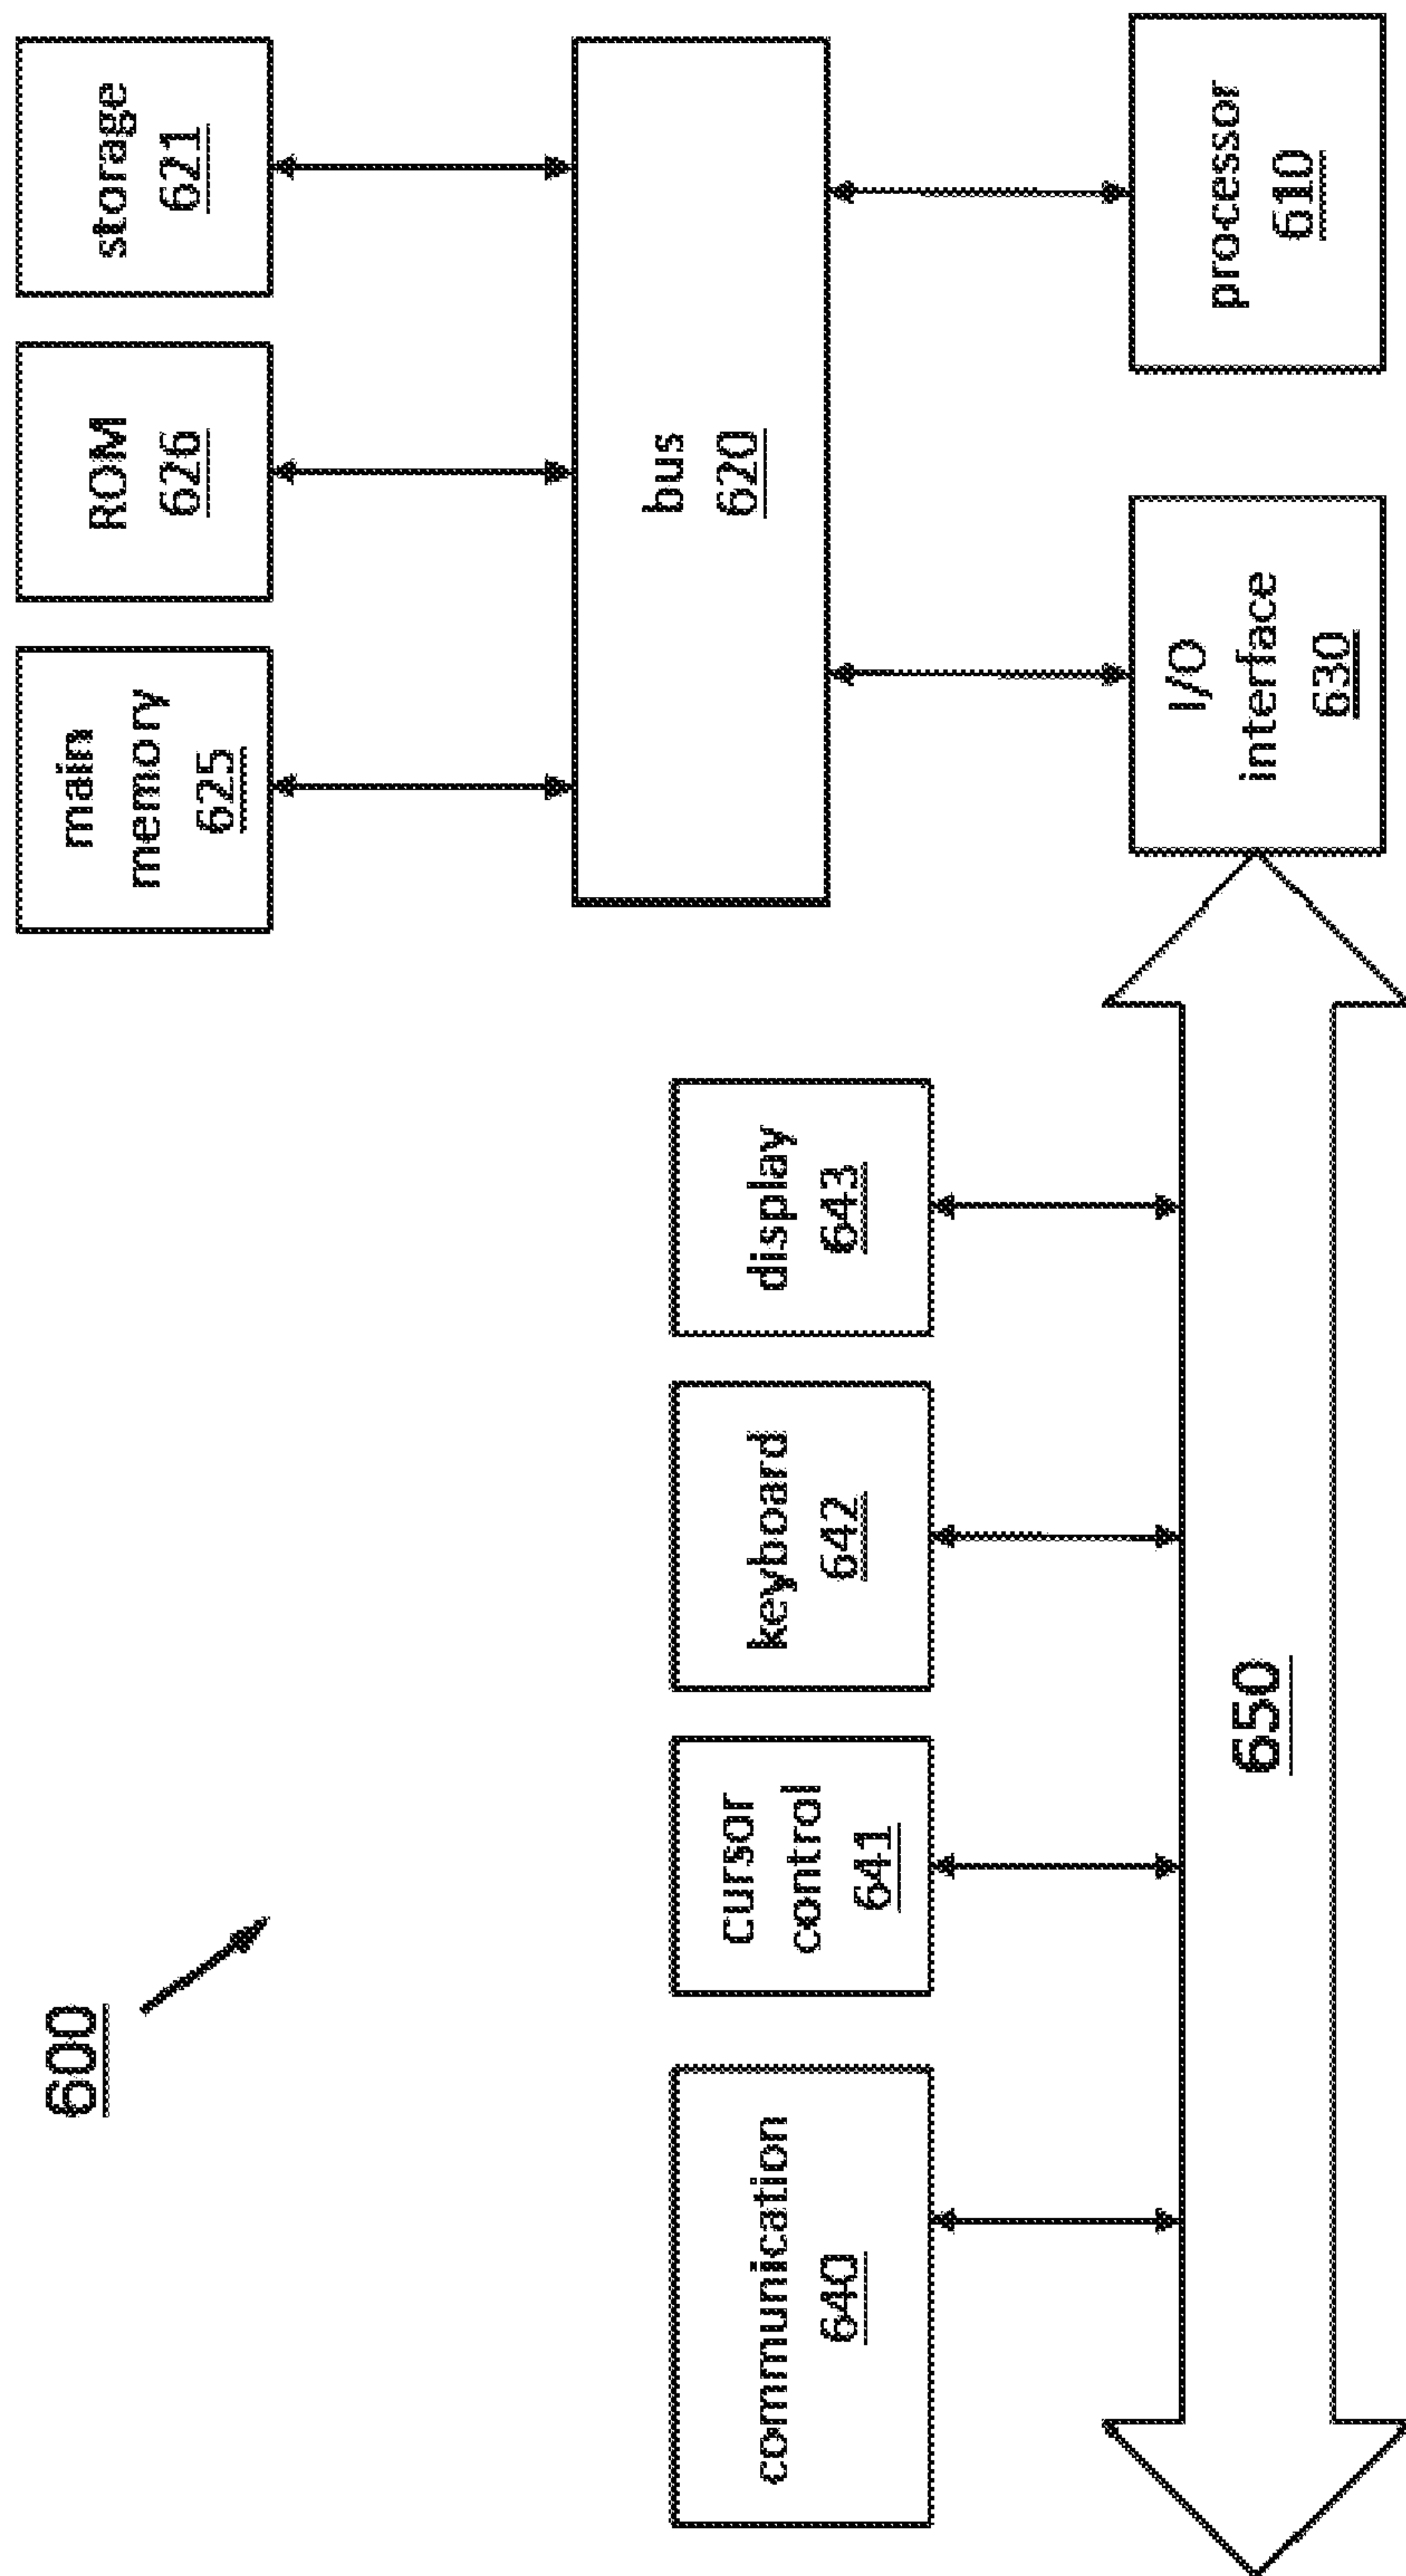 600
main
memory
625
ROM
626
storage
621
bus
620
communication
640
cursor
control
641
keyboard
642
display
643
I/O
interface
630
processor
610
650